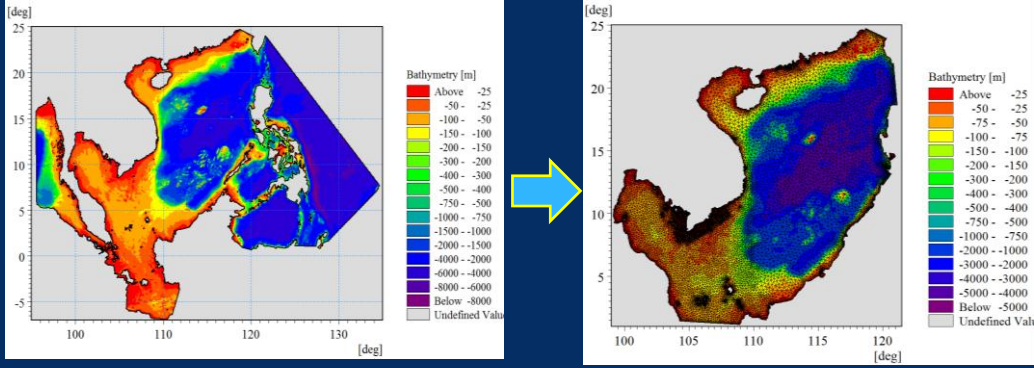 [deg]
25
20
15
10
5
0
-5
100
110
120
130
[deg]
Bathymetry [m]
Above -25
-50 - -25
-100 - -50
-150 - -100
-200 - -150
-300 - -200
-400 - -300
-500 - -400
-750 - -500
-1000 - -750
-1500 - -1000
-2000 - -1500
-4000 - -2000
-6000 - -4000
-8000 - -6000
Below -8000
Undefined Value
[deg]
25
20
15
10
5
100
105
110
115
120
[deg]
Bathymetry [m]
Above -25
-50 - -25
-75 - -50
-100 - -75
-150 - -100
-200 - -150
-300 - -200
-400 - -300
-500 - -400
-750 - -500
-1000 - -750
-2000 - -1000
-3000 - -2000
-4000 - -3000
-5000 - -4000
Below -5000
Undefined Valu